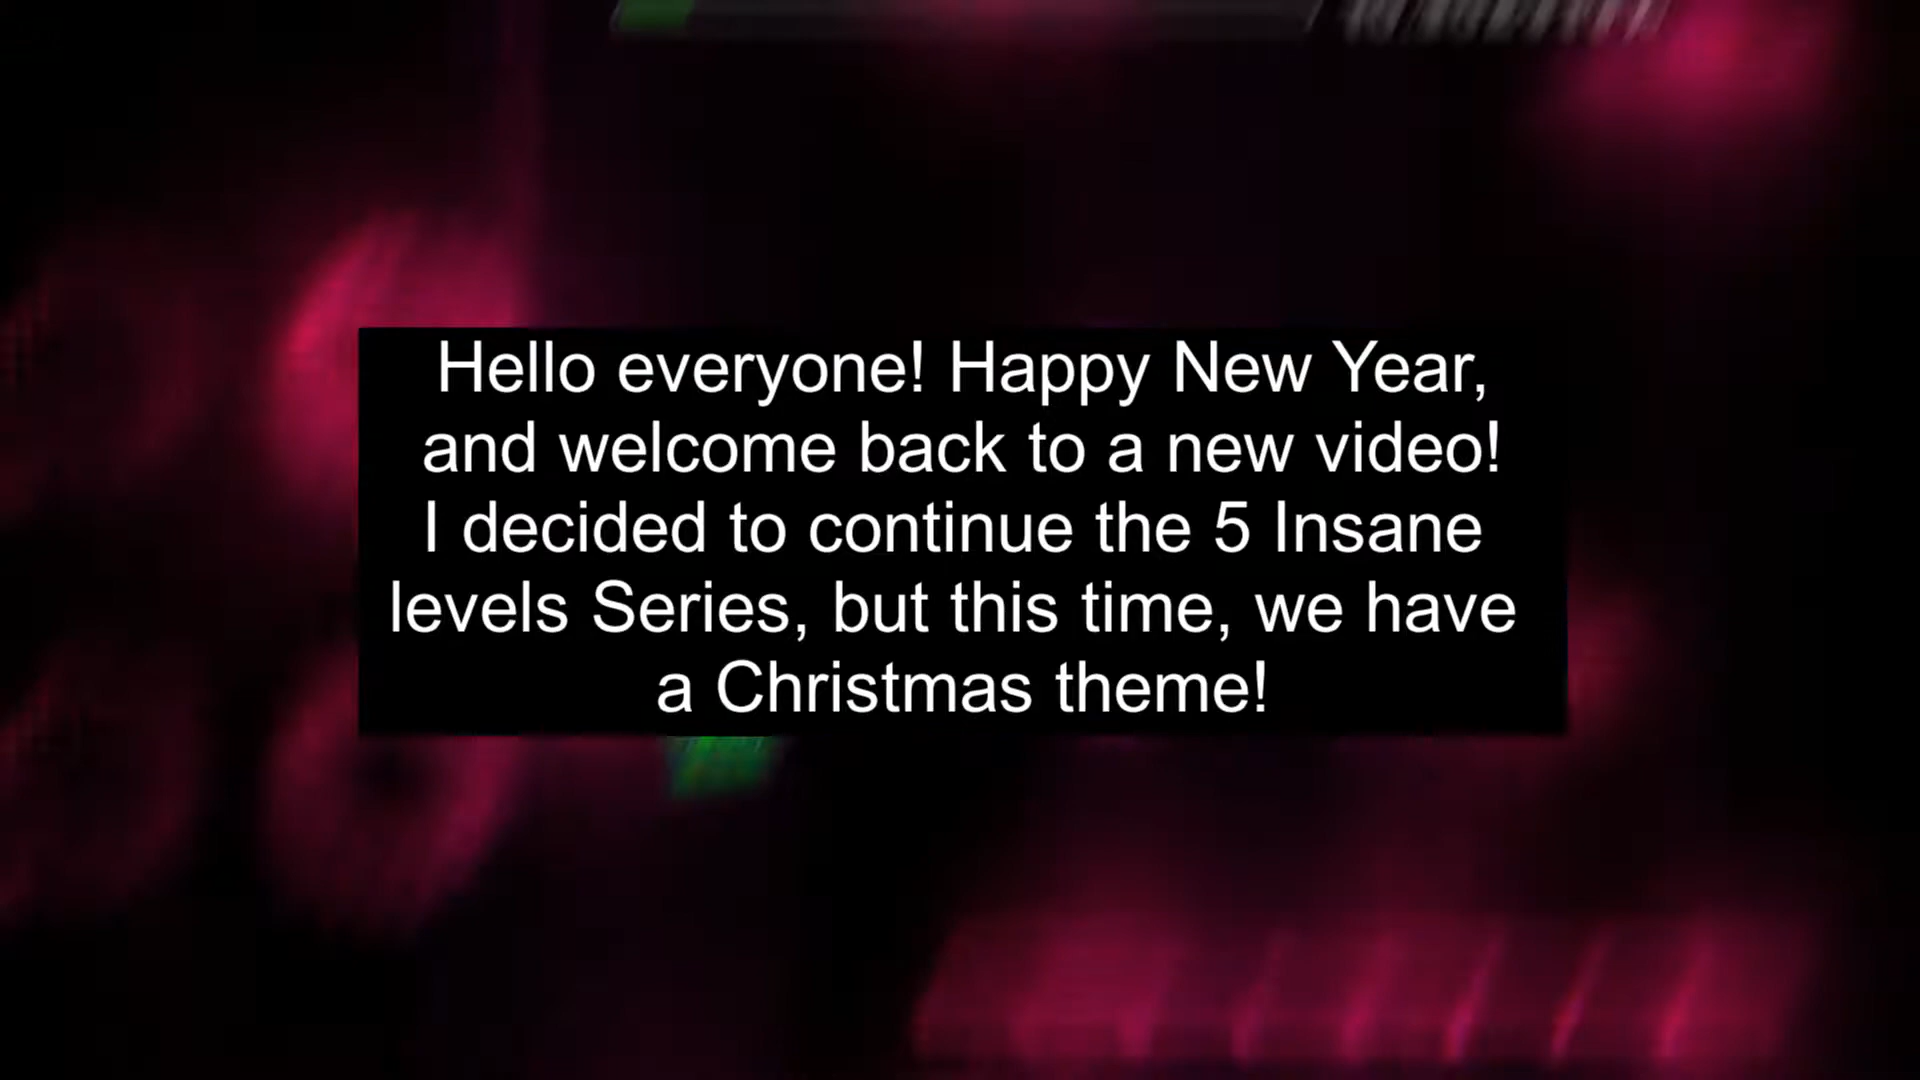 Hello everyone! Happy New Year,
and welcome back to a new video!
I decided to continue the 5 Insane
levels Series, but this time, we have
a Christmas theme!